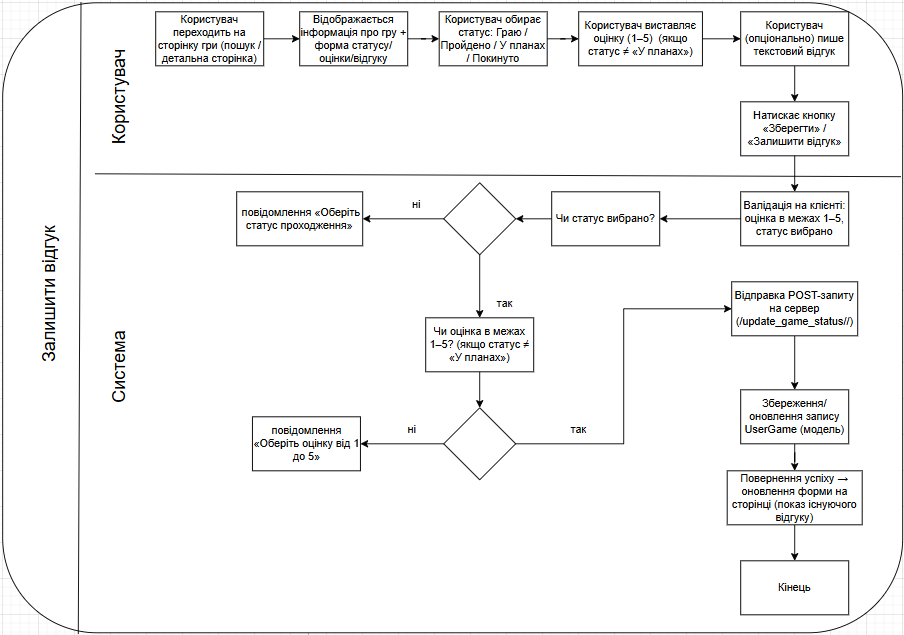 Залишити відгук
Користувач
Користувач
переходить на
сторінку гри (пошук /
детальна сторінка)
Відображається
інформація про гру +
форма статусу/
оцінки/відгуку
Користувач обирає
статус: Граю /
Пройдено / У планах
/ Покинуто
Користувач виставляє
оцінку (1–5) (якщо
статус ≠ «У планах»)
Користувач
(опціонально) пише
текстовий відгук
Натискає кнопку
«Зберегти» /
«Залишити відгук»
Система
Валідація на клієнті:
оцінка в межах 1–5,
статус вибрано
Чи статус вибрано?
ні
повідомлення «Оберіть
статус проходження»
так
Чи оцінка в межах
1–5? (якщо статус ≠
«У планах»)
ні
повідомлення
«Оберіть оцінку від 1
до 5»
так
Відправка POST-запиту
на сервер
(/update_game_status//)
Збереження/
оновлення запису
UserGame (модель)
Повернення успіху →
оновлення форми на
сторінці (показ існуючого
відгуку)
Кінець